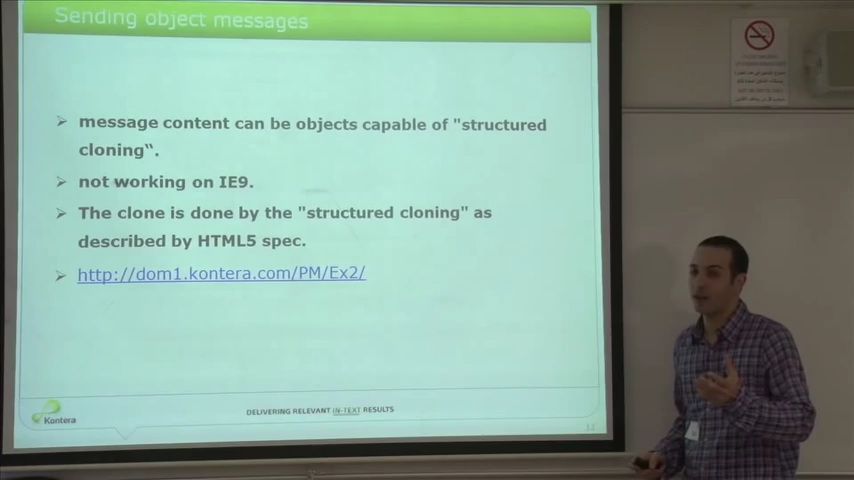 Sending object messages
➢ message content can be objects capable of "structured
cloning“.
➢ not working on IE9.
➢ The clone is done by the "structured cloning" as
described by HTML5 spec.
➢ http://dom1.kontera.com/PM/Ex2/
Kontera
DELIVERING RELEVANT IN-TEXT RESULTS